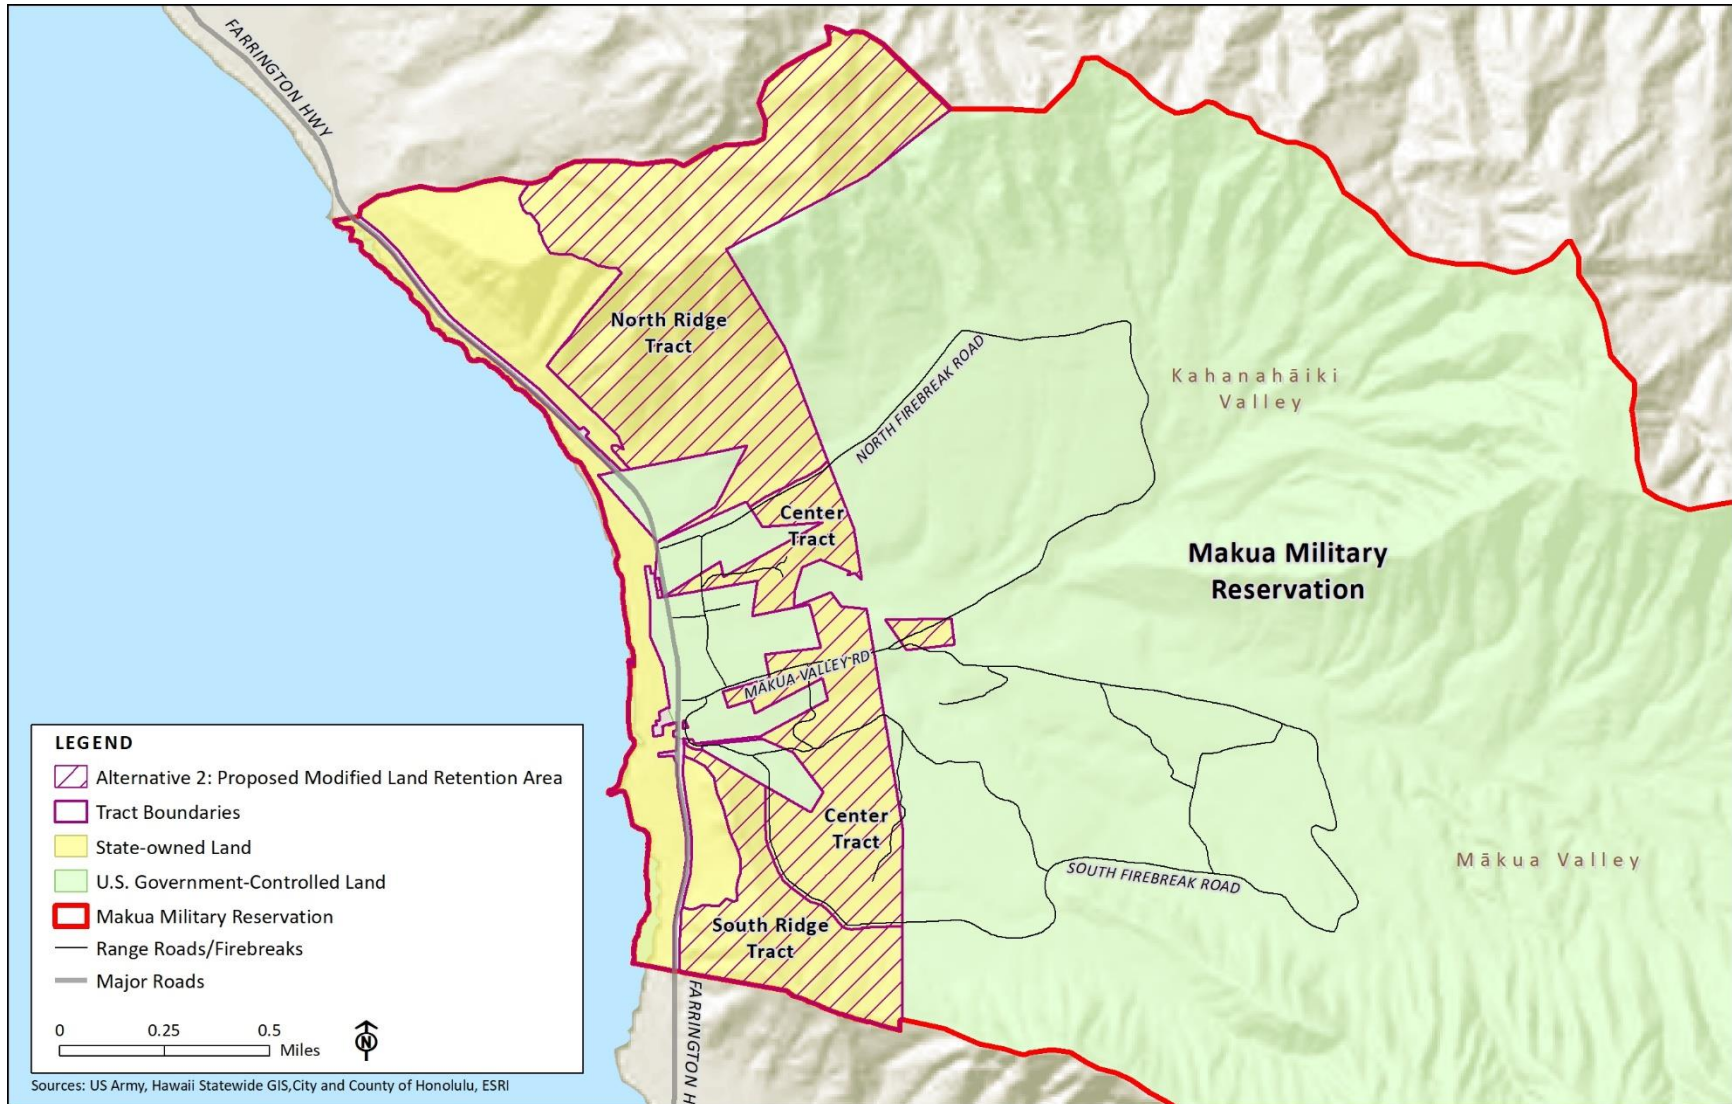 FARRINGTON HWY
North Ridge
Tract
NORTH FIREBREAK ROAD
Kahanahāiki
Valley
Center
Tract
Makua Military
Reservation
MĀKUA VALLEY RD
Center
Tract
Mākua Valley
SOUTH FIREBREAK ROAD
South Ridge
Tract
FARRINGTON H
LEGEND
Alternative 2: Proposed Modified Land Retention Area
Tract Boundaries
State-owned Land
U.S. Government-Controlled Land
Makua Military Reservation
Range Roads/Firebreaks
Major Roads
0 0.25 0.5
Miles
N
Sources: US Army, Hawaii Statewide GIS,City and County of Honolulu, ESRI